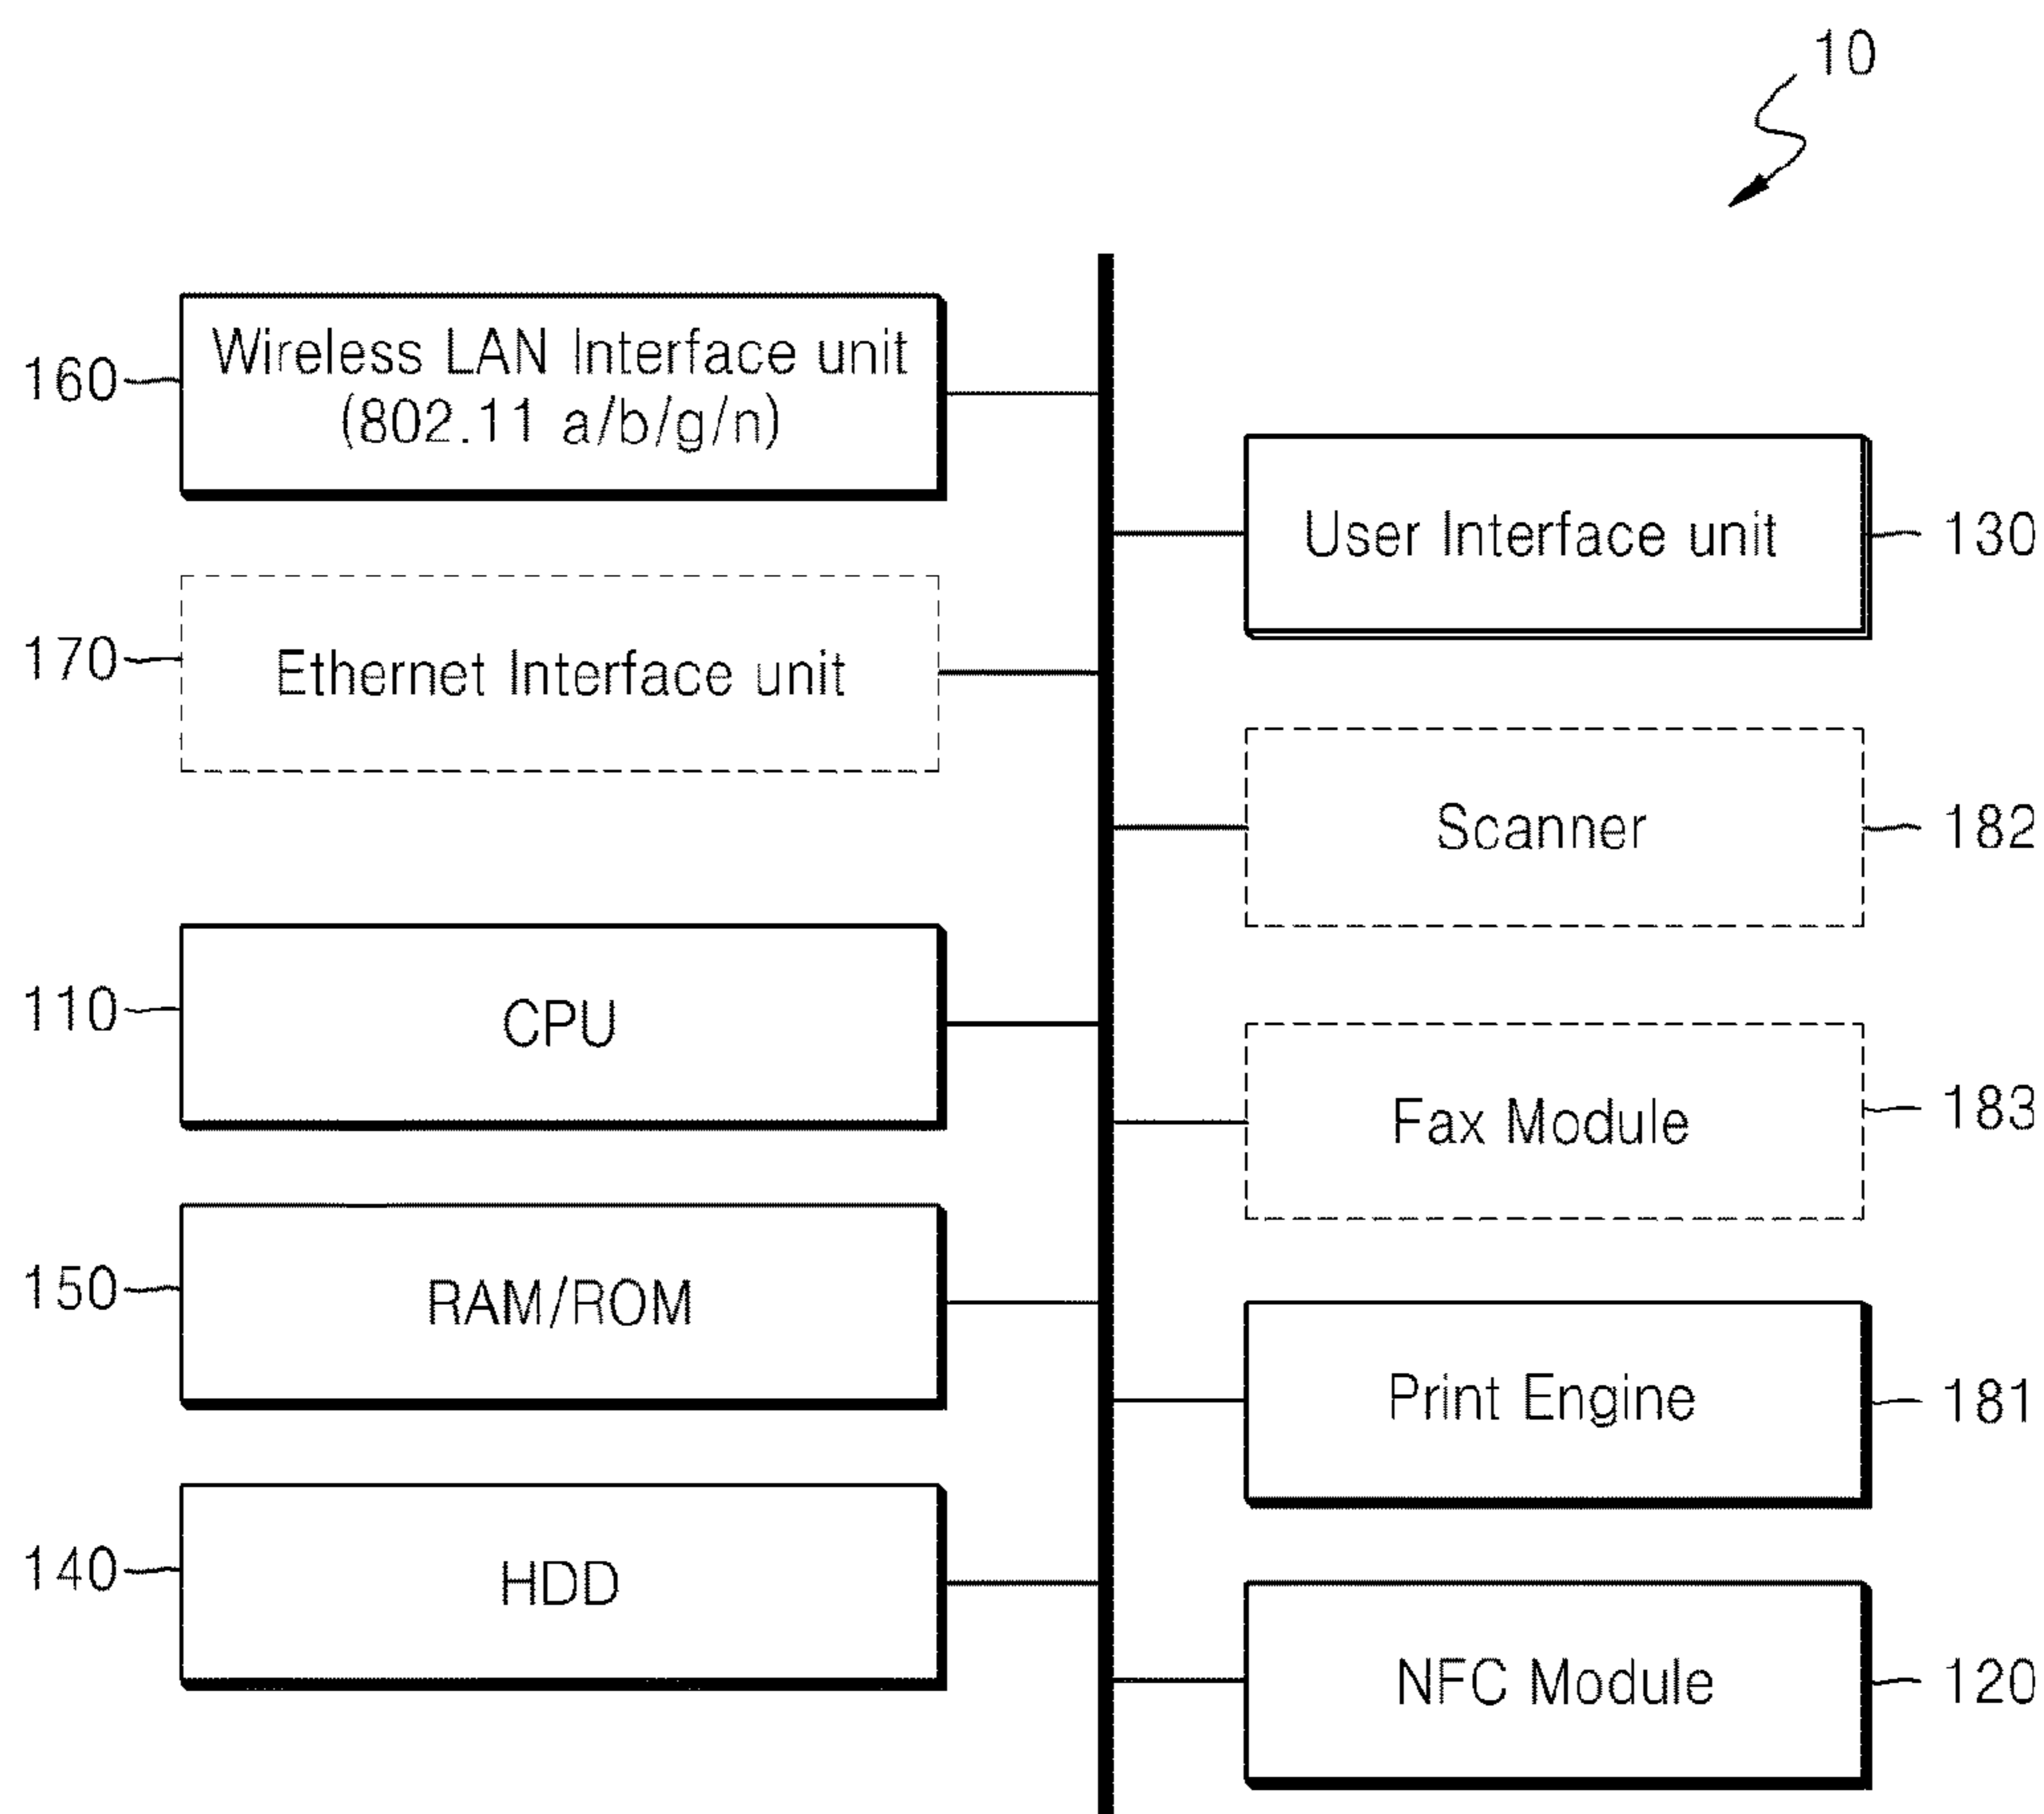 10
160
Wireless LAN Interface unit
(802.11 a/b/g/n)
170
Ethernet Interface unit
110
CPU
150
RAM/ROM
140
HDD
User Interface unit
130
Scanner
182
Fax Module
183
Print Engine
181
NFC Module
120